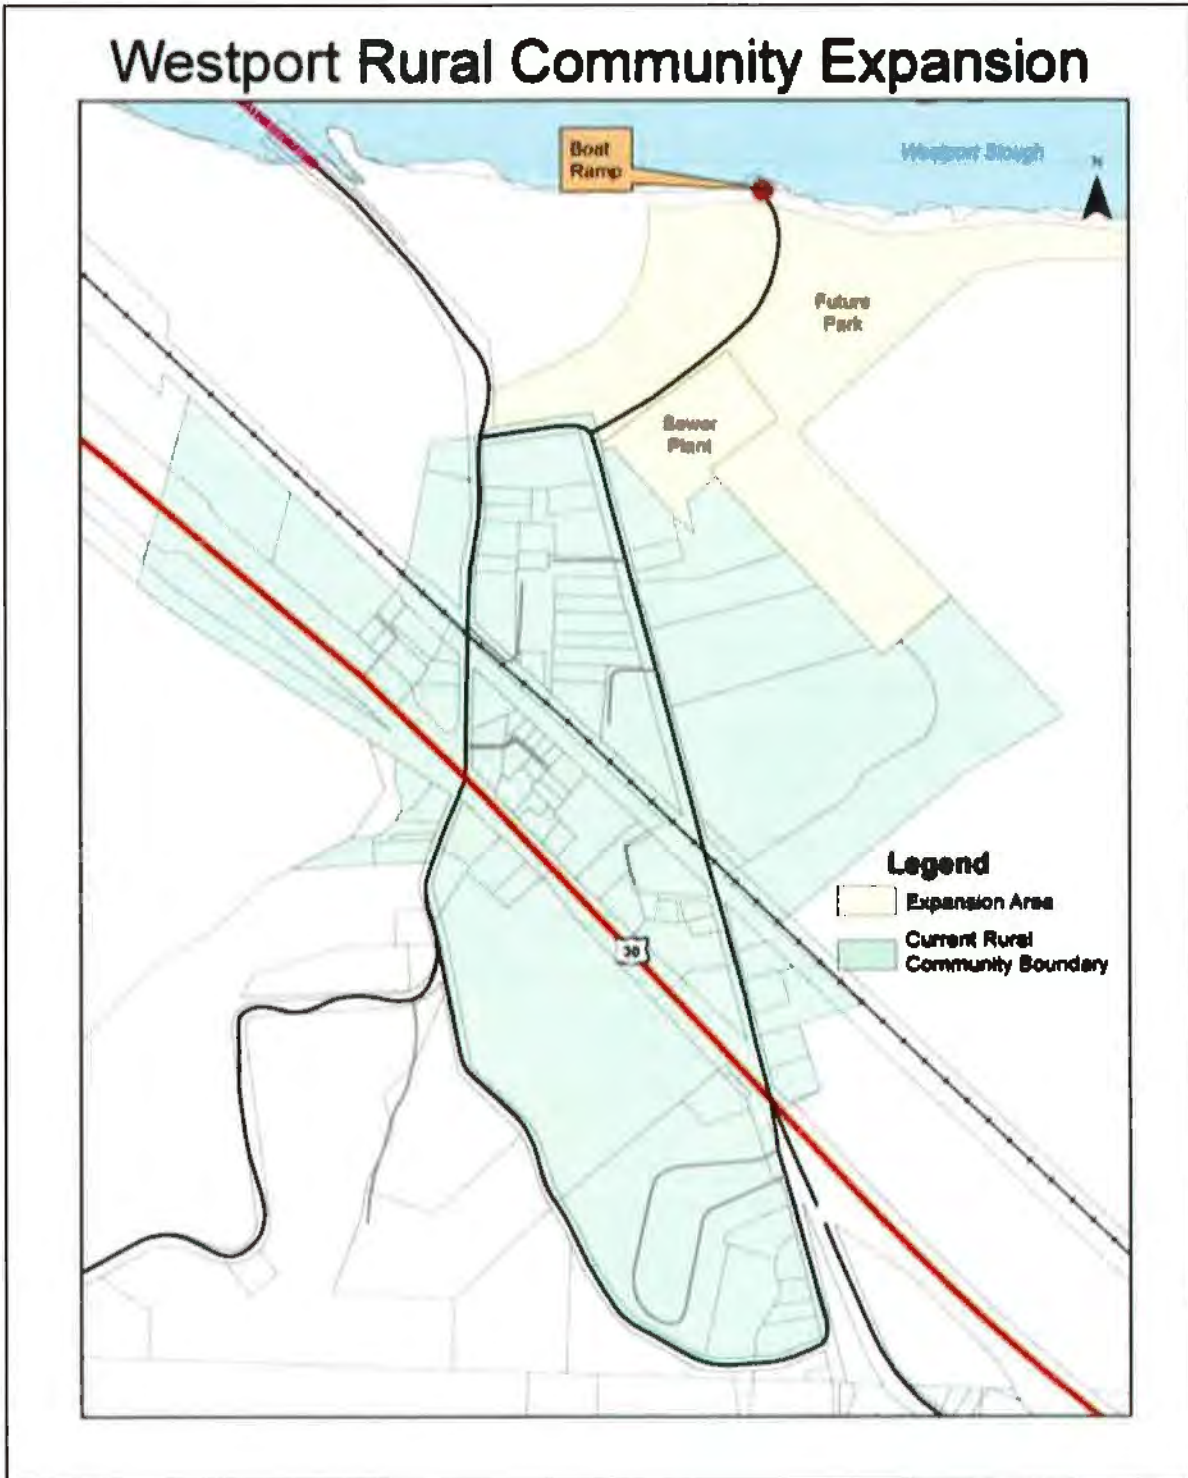 Westport Rural Community Expansion
Boat
Ramp
Westport Slough
N
Future
Park
Sewer
Plant
Legend
Expansion Area
Current Rural
Community Boundary
30